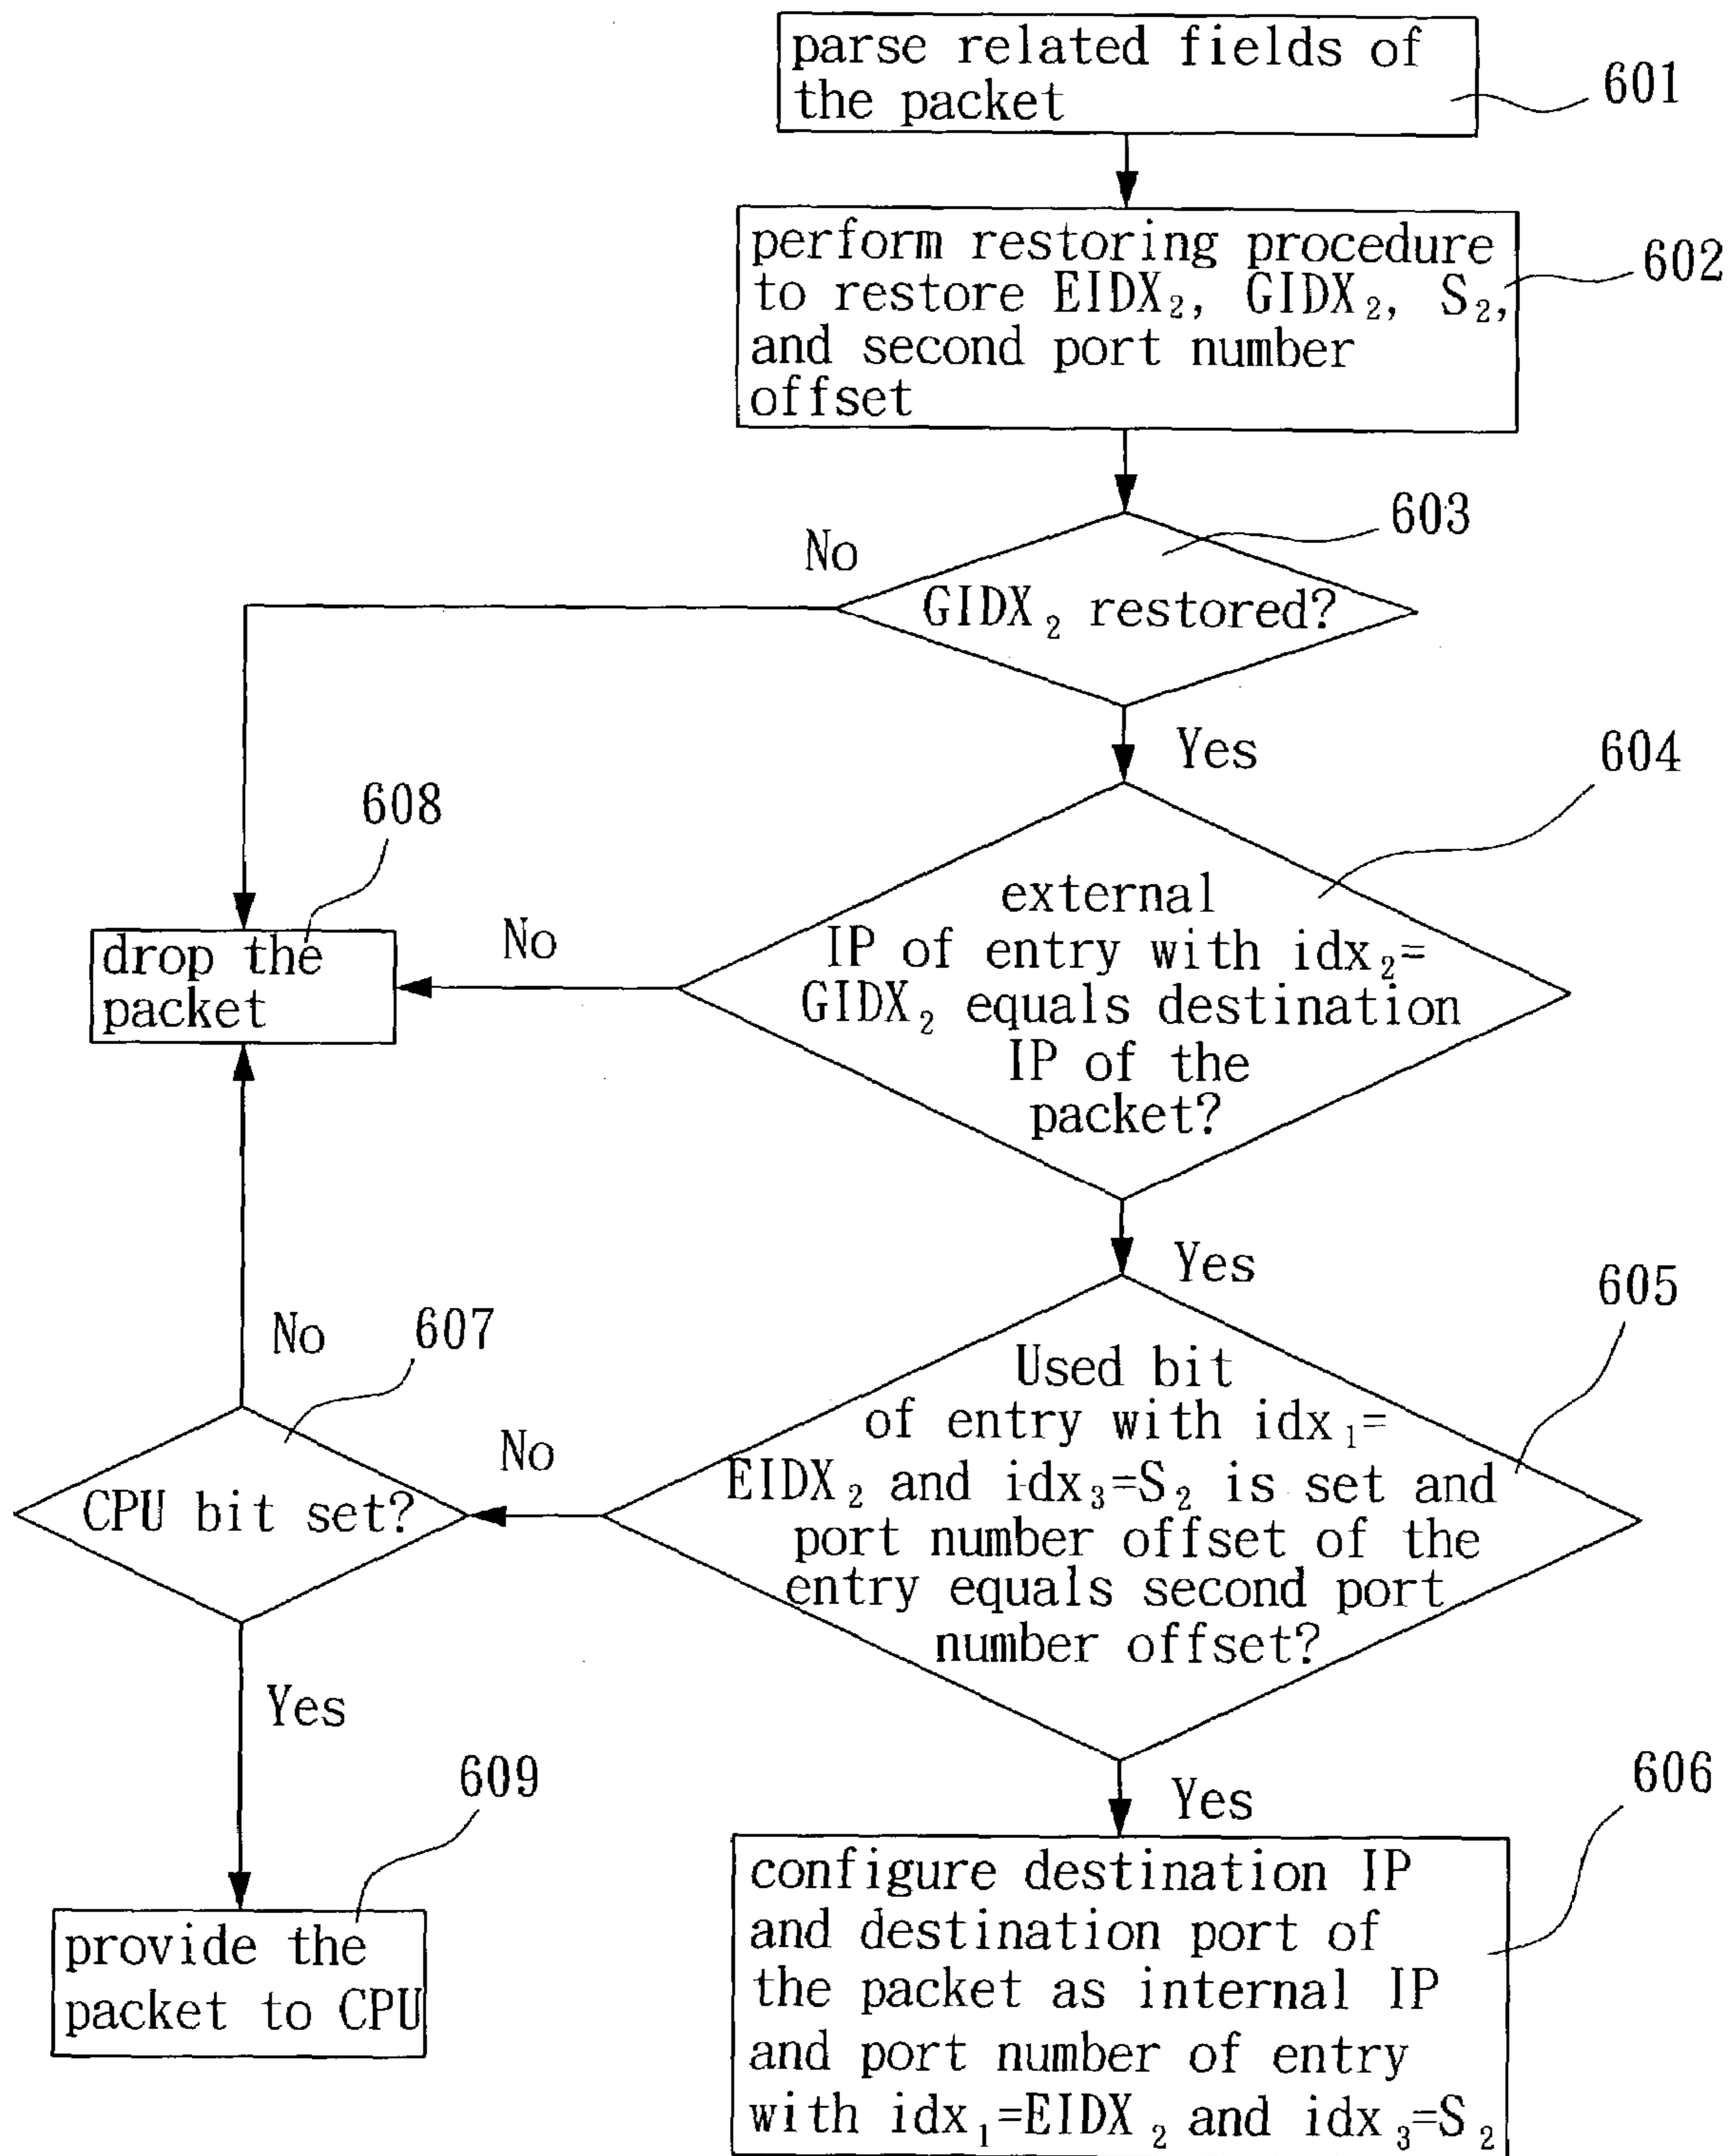 parse related fields of
the packet
601
perform restoring procedure
to restore EIDX₂, GIDX₂, S₂,
and second port number
offset
602
603
No
GIDX₂ restored?
Yes
604
608
external
IP of entry with idx₂=
GIDX₂ equals destination
IP of the
packet?
No
drop the
packet
Yes
605
Used bit
of entry with idx₁=
EIDX₂ and idx₃=S₂ is set and
port number offset of the
entry equals second port
number offset?
No
607
No
CPU bit set?
Yes
609
provide the
packet to CPU
Yes
606
configure destination IP
and destination port of
the packet as internal IP
and port number of entry
with idx₁=EIDX₂ and idx₃=S₂